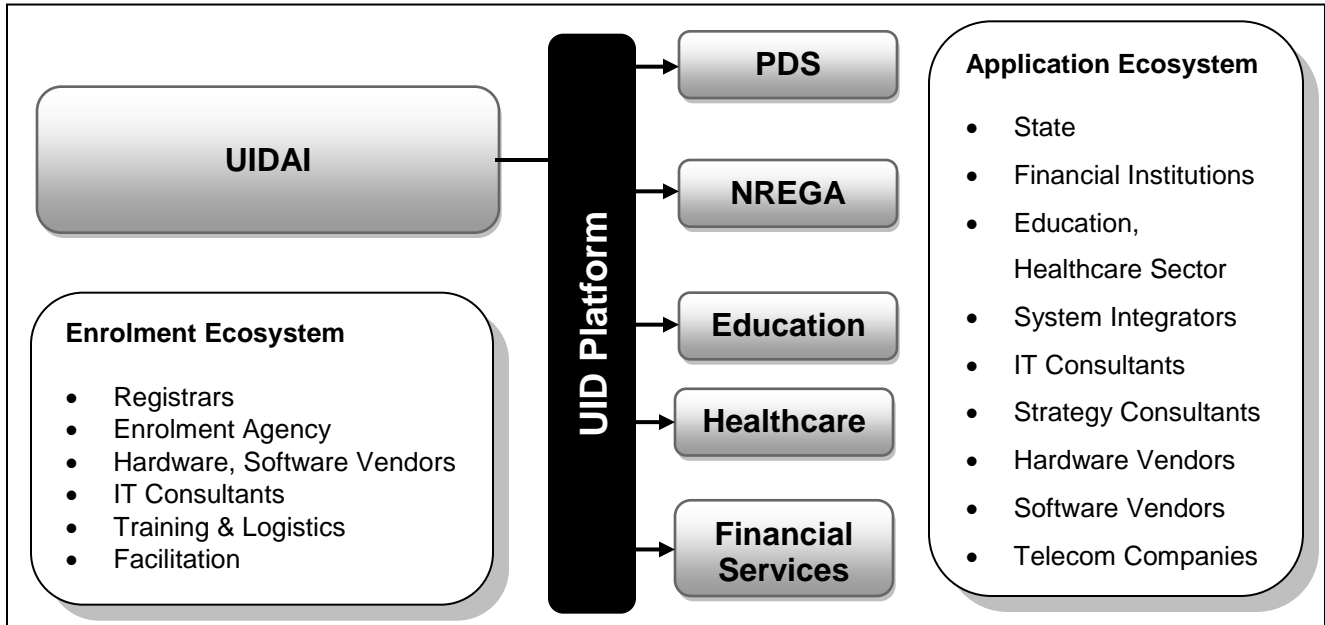 UIDAI
Enrolment Ecosystem
• Registrars
• Enrolment Agency
• Hardware, Software Vendors
• IT Consultants
• Training & Logistics
• Facilitation
UID Platform
PDS
NREGA
Education
Healthcare
Financial
Services
Application Ecosystem
• State
• Financial Institutions
• Education,
Healthcare Sector
• System Integrators
• IT Consultants
• Strategy Consultants
• Hardware Vendors
• Software Vendors
• Telecom Companies